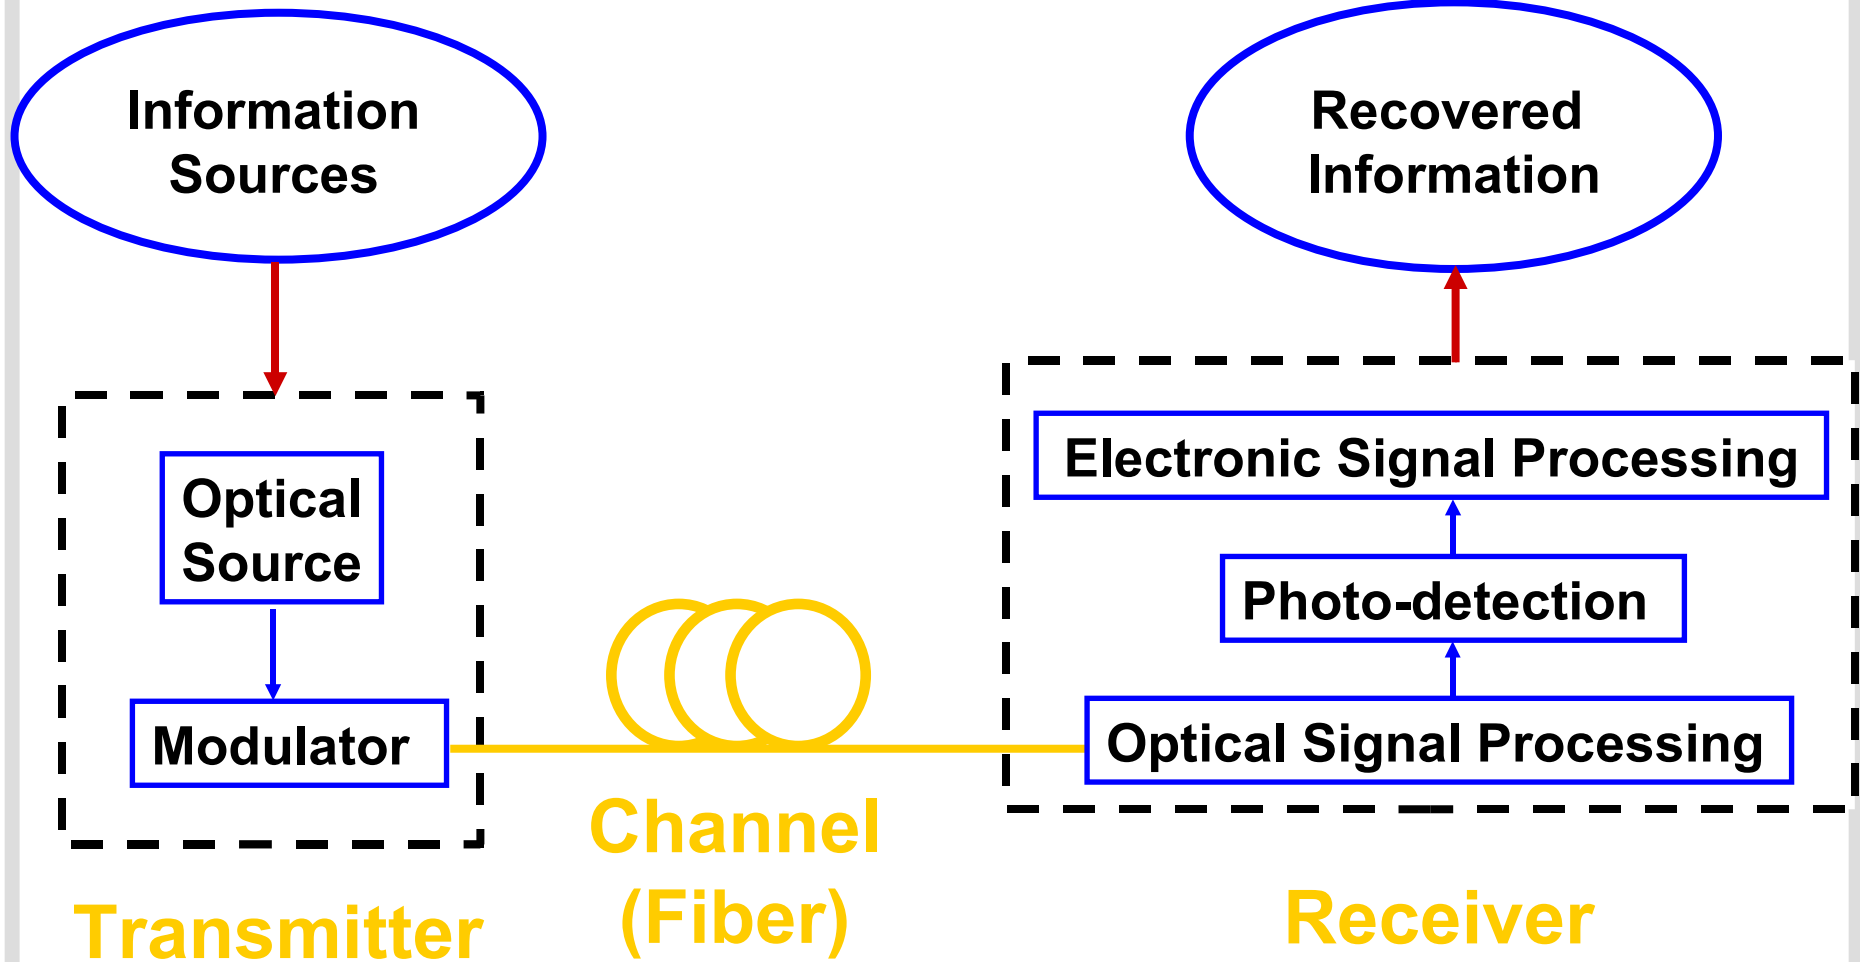 Information
Sources
Recovered
Information
Optical
Source
Modulator
Electronic Signal Processing
Photo-detection
Optical Signal Processing
Channel
(Fiber)
Transmitter
Receiver